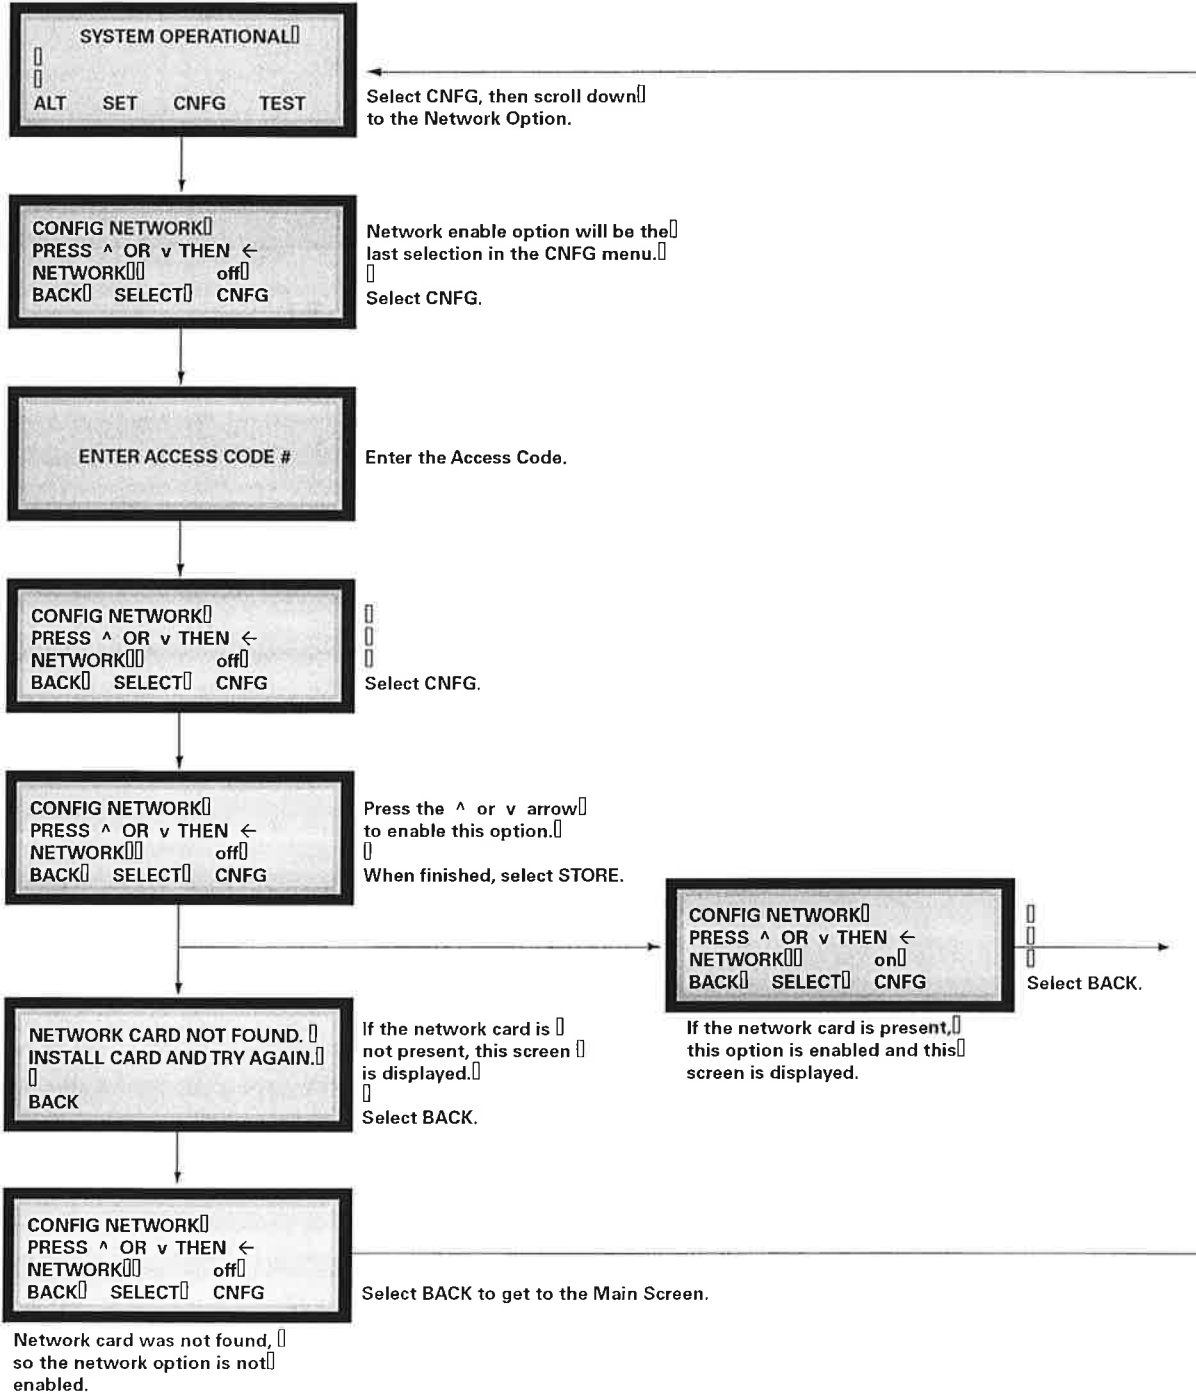 SYSTEM OPERATIONAL▯
▯
▯
ALT SET CNFG TEST
Select CNFG, then scroll down▯
to the Network Option.
CONFIG NETWORK▯
PRESS ^ OR v THEN ←
NETWORK▯▯ off▯
BACK▯ SELECT▯ CNFG
Network enable option will be the▯
last selection in the CNFG menu.▯
▯
Select CNFG.
ENTER ACCESS CODE #
Enter the Access Code.
CONFIG NETWORK▯
PRESS ^ OR v THEN ←
NETWORK▯▯ off▯
BACK▯ SELECT▯ CNFG
▯
▯
▯
Select CNFG.
CONFIG NETWORK▯
PRESS ^ OR v THEN ←
NETWORK▯▯ off▯
BACK▯ SELECT▯ CNFG
Press the ^ or v arrow▯
to enable this option.▯
▯
When finished, select STORE.
CONFIG NETWORK▯
PRESS ^ OR v THEN ←
NETWORK▯▯ on▯
BACK▯ SELECT▯ CNFG
▯
▯
▯
Select BACK.
If the network card is present,▯
this option is enabled and this▯
screen is displayed.
NETWORK CARD NOT FOUND. ▯
INSTALL CARD AND TRY AGAIN.▯
▯
BACK
If the network card is ▯
not present, this screen ▯
is displayed.▯
▯
Select BACK.
CONFIG NETWORK▯
PRESS ^ OR v THEN ←
NETWORK▯▯ off▯
BACK▯ SELECT▯ CNFG
Select BACK to get to the Main Screen.
Network card was not found, ▯
so the network option is not▯
enabled.